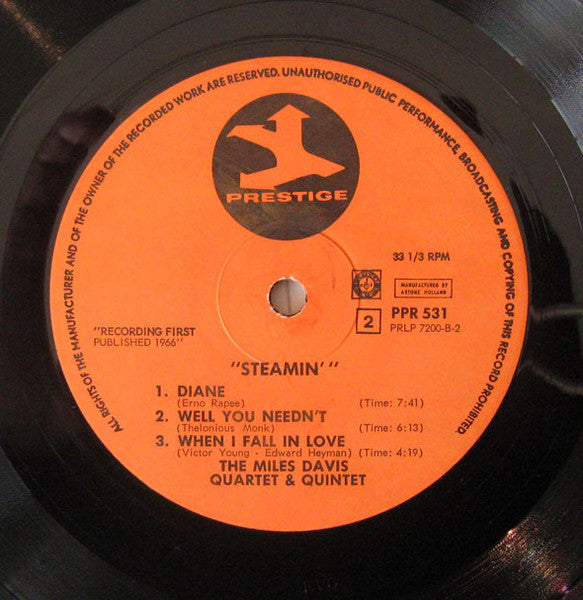 ALL RIGHTS OF THE MANUFACTURER AND OF THE OWNER OF THE RECORDED WORK ARE RESERVED. UNAUTHORISED PUBLIC PERFORMANCE, BROADCASTING AND COPYING OF THIS RECORD PROHIBITED.
PRESTIGE
33 1/3 RPM
MANUFACTURED BY
ARTONE HOLLAND
2
PPR 531
PRLP 7200-B-2
"RECORDING FIRST
PUBLISHED 1966"
"STEAMIN' "
1. DIANE
(Erno Rapee) (Time: 7:41)
2. WELL YOU NEEDN'T
(Thelonious Monk) (Time: 6:13)
3. WHEN I FALL IN LOVE
(Victor Young - Edward Heyman) (Time: 4:19)
THE MILES DAVIS
QUARTET & QUINTET